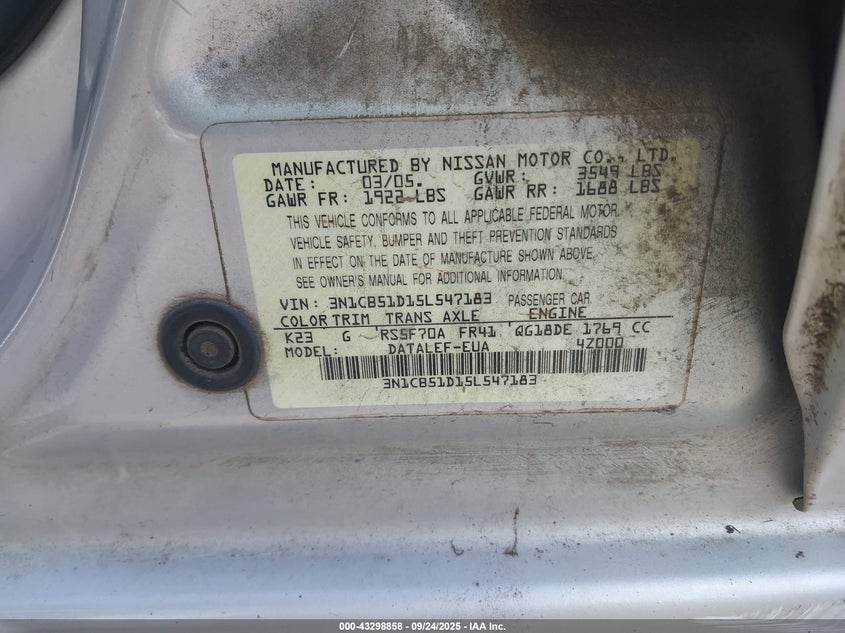 MANUFACTURED BY NISSAN MOTOR CO., LTD.
DATE: 03/05. GVWR: 3549 LBS
GAWR FR: 1922 LBS GAWR RR: 1688 LBS
THIS VEHICLE CONFORMS TO ALL APPLICABLE FEDERAL MOTOR
VEHICLE SAFETY, BUMPER AND THEFT PREVENTION STANDARDS
IN EFFECT ON THE DATE OF MANUFACTURE SHOWN ABOVE.
SEE OWNER'S MANUAL FOR ADDITIONAL INFORMATION.
VIN: 3N1CB51D15L547183 PASSENGER CAR
COLOR TRIM TRANS AXLE ENGINE
K23 G RS5F70A FR41 QG18DE 1769 CC
MODEL: DATALEF-EUA 4Z000
3N1CB51D15L547183
000-43298858 - 09/24/2025 - IAA Inc.